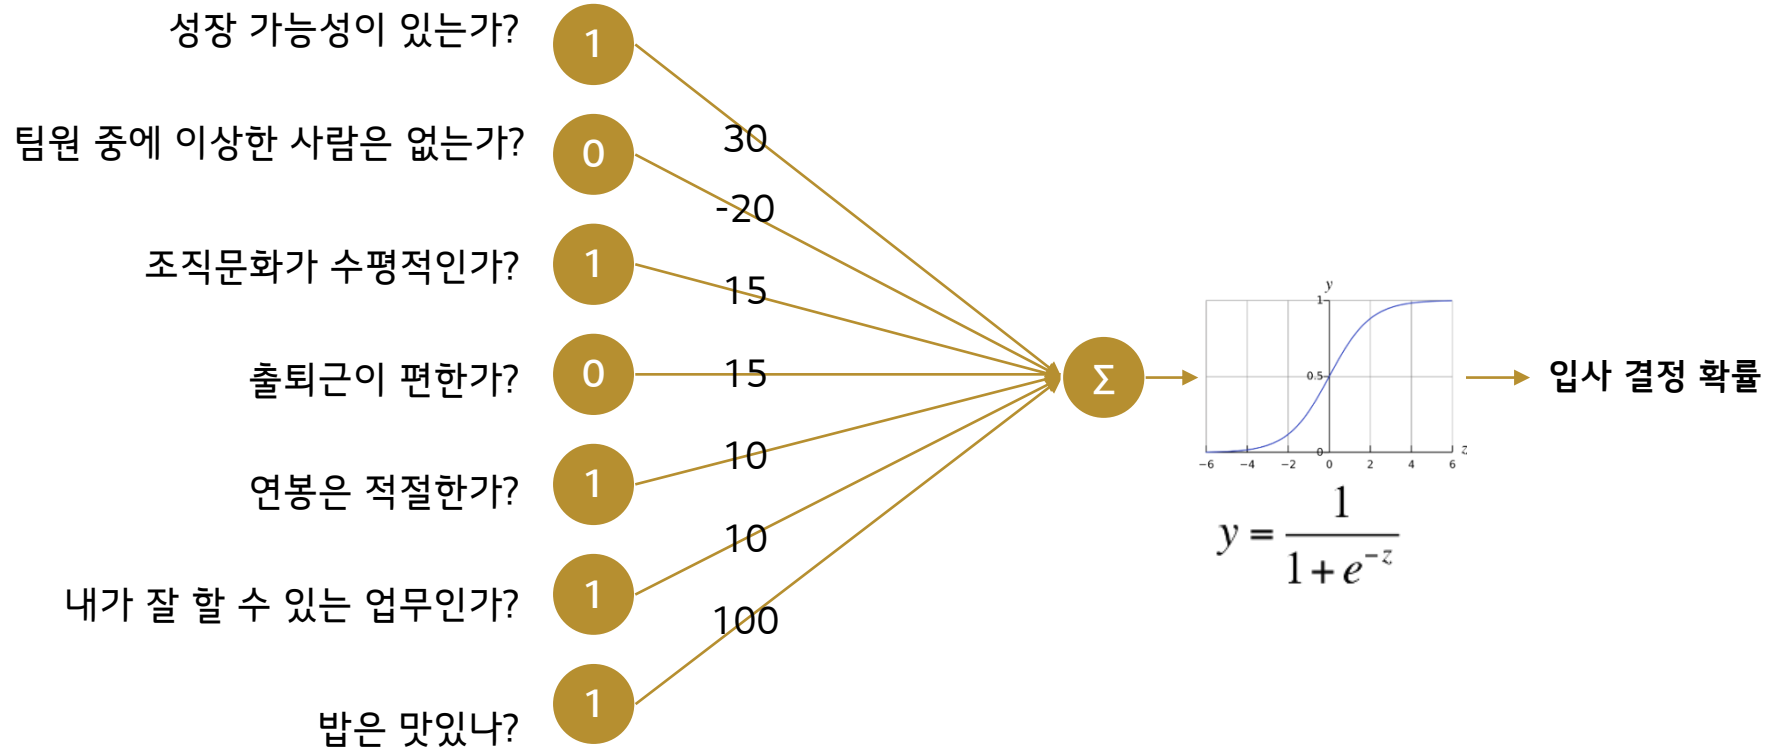 성장 가능성이 있는가?
1
팀원 중에 이상한 사람은 없는가?
0
30
-20
조직문화가 수평적인가?
1
15
출퇴근이 편한가?
0
15
연봉은 적절한가?
1
10
내가 잘 할 수 있는 업무인가?
1
10
밥은 맛있나?
1
100
Σ
y
1
0.5
0
z
−6 −4 −2 0 2 4 6
y = 1 / (1 + e^{−z})
입사 결정 확률